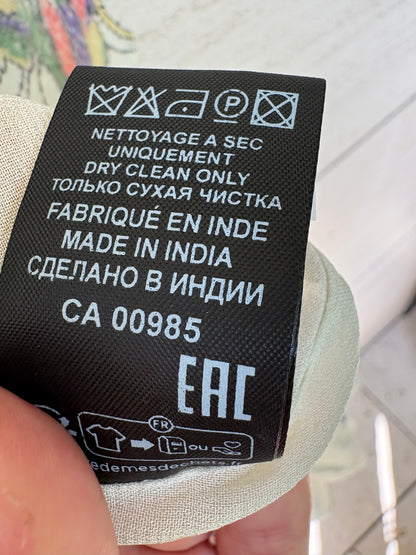 P
NETTOYAGE A SEC
UNIQUEMENT
DRY CLEAN ONLY
ТОЛЬКО СУХАЯ ЧИСТКА
FABRIQUÉ EN INDE
MADE IN INDIA
СДЕЛАНО В ИНДИИ
CA 00985
EAC
FR
ou